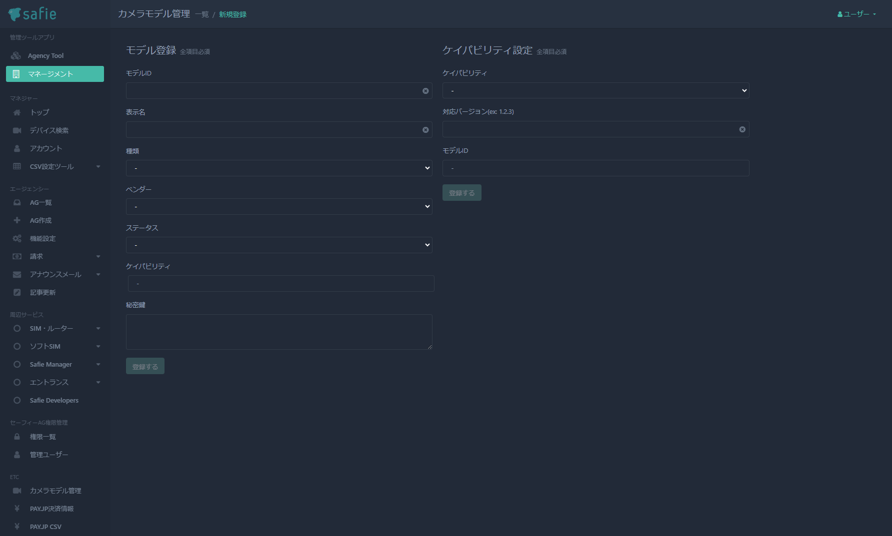 safie
カメラモデル管理 一覧 / 新規登録
ユーザー
管理ツールアプリ
Agency Tool
マネージメント
マネジャー
トップ
デバイス検索
アカウント
CSV設定ツール
エージェンシー
AG一覧
AG作成
機能設定
請求
アナウンスメール
記事更新
周辺サービス
SIM・ルーター
ソフトSIM
Safie Manager
エントランス
Safie Developers
セーフィーAG権限管理
権限一覧
管理ユーザー
ETC
カメラモデル管理
PAY.JP決済情報
PAY.JP CSV
モデル登録 全項目必須
モデルID
表示名
種類
-
ベンダー
-
ステータス
-
ケイパビリティ
-
秘密鍵
登録する
ケイパビリティ設定 全項目必須
ケイパビリティ
-
対応バージョン(ex: 1.2.3)
モデルID
-
登録する